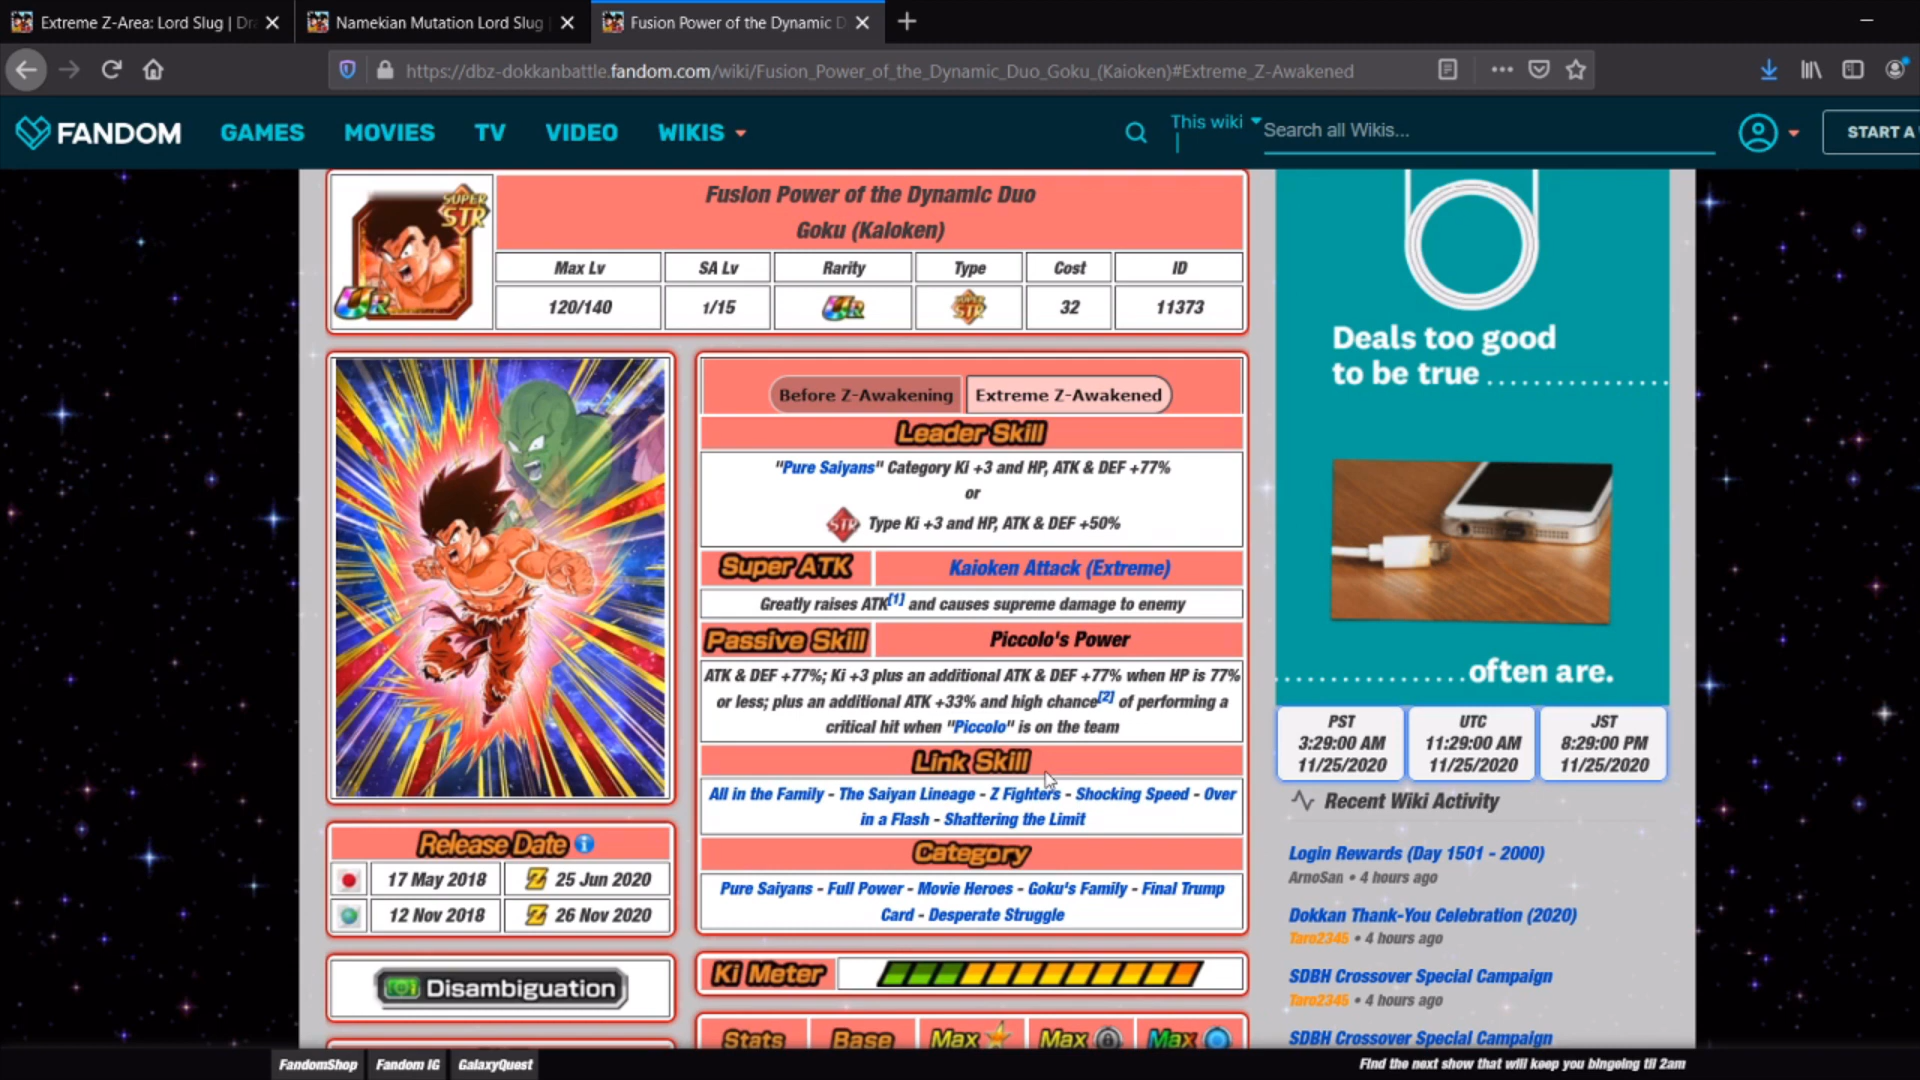 Extreme Z-Area: Lord Slug | Dr
Namekian Mutation Lord Slug |
Fusion Power of the Dynamic D
https://dbz-dokkanbattle.fandom.com/wiki/Fusion_Power_of_the_Dynamic_Duo_Goku_(Kaioken)#Extreme_Z-Awakened
FANDOM
GAMES
MOVIES
TV
VIDEO
WIKIS
This wiki
Search all Wikis...
START A
SUPER STR
UR
Fusion Power of the Dynamic Duo
Goku (Kaioken)
Max Lv
SA Lv
Rarity
Type
Cost
ID
120/140
1/15
UR
SUPER STR
32
11373
Before Z-Awakening
Extreme Z-Awakened
Leader Skill
"Pure Saiyans" Category Ki +3 and HP, ATK & DEF +77%
or
STR Type Ki +3 and HP, ATK & DEF +50%
Super ATK
Kaioken Attack (Extreme)
Greatly raises ATK[1] and causes supreme damage to enemy
Passive Skill
Piccolo's Power
ATK & DEF +77%; Ki +3 plus an additional ATK & DEF +77% when HP is 77%
or less; plus an additional ATK +33% and high chance[2] of performing a
critical hit when "Piccolo" is on the team
Link Skill
All in the Family - The Saiyan Lineage - Z Fighters - Shocking Speed - Over
in a Flash - Shattering the Limit
Category
Pure Saiyans - Full Power - Movie Heroes - Goku's Family - Final Trump
Card - Desperate Struggle
Ki Meter
Stats
Base
Max
Max
Max
Release Date
17 May 2018
Z 25 Jun 2020
12 Nov 2018
Z 26 Nov 2020
Disambiguation
Deals too good
to be true
often are.
PST
3:29:00 AM
11/25/2020
UTC
11:29:00 AM
11/25/2020
JST
8:29:00 PM
11/25/2020
Recent Wiki Activity
Login Rewards (Day 1501 - 2000)
ArnoSan • 4 hours ago
Dokkan Thank-You Celebration (2020)
Taro2345 • 4 hours ago
SDBH Crossover Special Campaign
Taro2345 • 4 hours ago
SDBH Crossover Special Campaign
FandomShop
Fandom IG
GalaxyQuest
Find the next show that will keep you bingeing til 2am